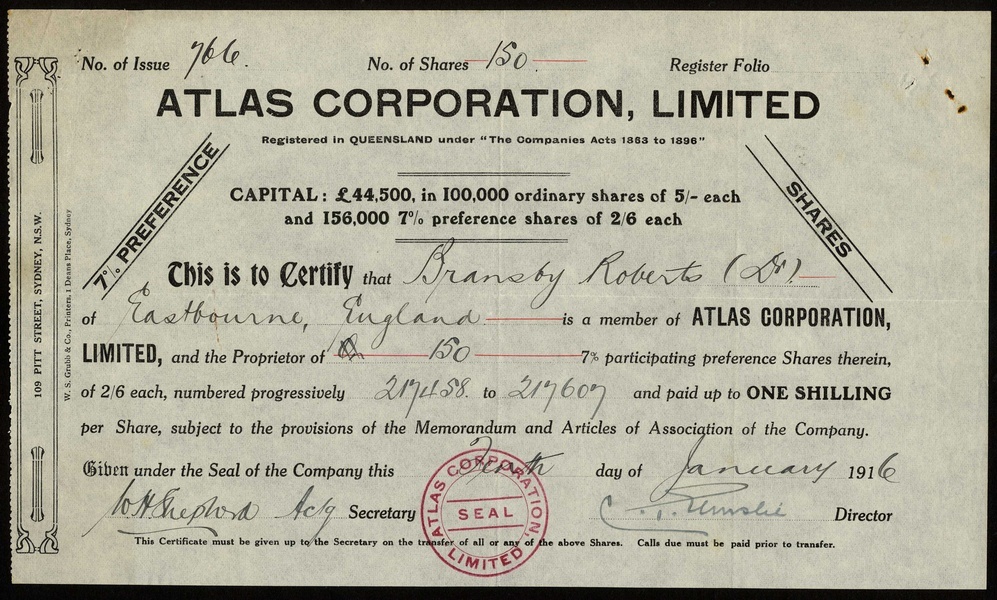 No. of Issue 766. No. of Shares 150. Register Folio
ATLAS CORPORATION, LIMITED
Registered in QUEENSLAND under "The Companies Acts 1863 to 1896"
7% PREFERENCE
SHARES
CAPITAL: £44,500, in 100,000 ordinary shares of 5/- each
and 156,000 7% preference shares of 2/6 each
This is to Certify that Bransby Roberts (Dr)
of Eastbourne, England is a member of ATLAS CORPORATION,
LIMITED, and the Proprietor of 150 7% participating preference Shares therein,
of 2/6 each, numbered progressively 217458. to 217607 and paid up to ONE SHILLING
per Share, subject to the provisions of the Memorandum and Articles of Association of the Company.
Given under the Seal of the Company this Tenth day of January 1916
W H Shepherd Actg Secretary Director
This Certificate must be given up to the Secretary on the transfer of all or any of the above Shares. Calls due must be paid prior to transfer.
ATLAS CORPORATION, LIMITED
SEAL
109 PITT STREET, SYDNEY, N.S.W.
W. S. Grubb & Co., Printers, 1 Deans Place, Sydney